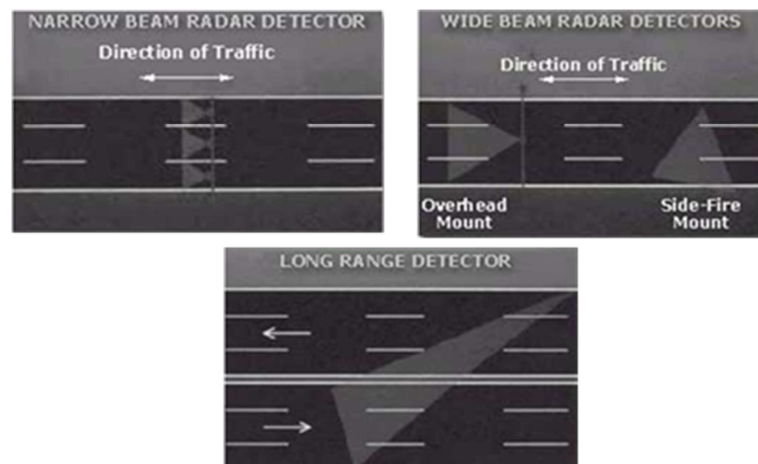 NARROW BEAM RADAR DETECTOR
Direction of Traffic
WIDE BEAM RADAR DETECTORS
Direction of Traffic
Overhead
Mount
Side-Fire
Mount
LONG RANGE DETECTOR